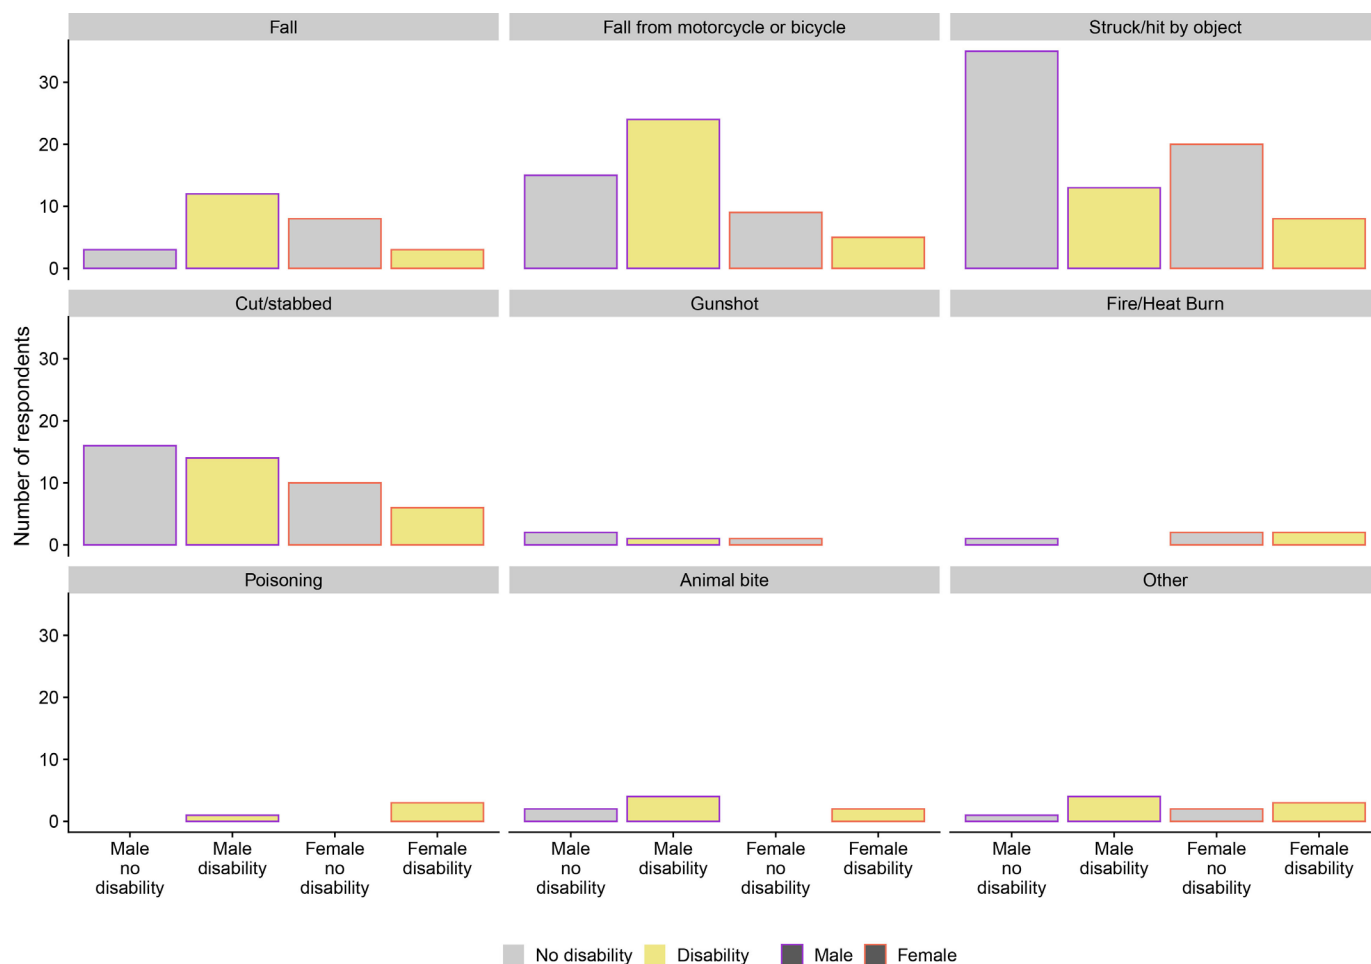 Fall
Fall from motorcycle or bicycle
Struck/hit by object
30
20
10
0
Cut/stabbed
Gunshot
Fire/Heat Burn
Number of respondents
30
20
10
0
Poisoning
Animal bite
Other
30
20
10
0
Male
no
disability
Male
disability
Female
no
disability
Female
disability
Male
no
disability
Male
disability
Female
no
disability
Female
disability
Male
no
disability
Male
disability
Female
no
disability
Female
disability
No disability
Disability
Male
Female